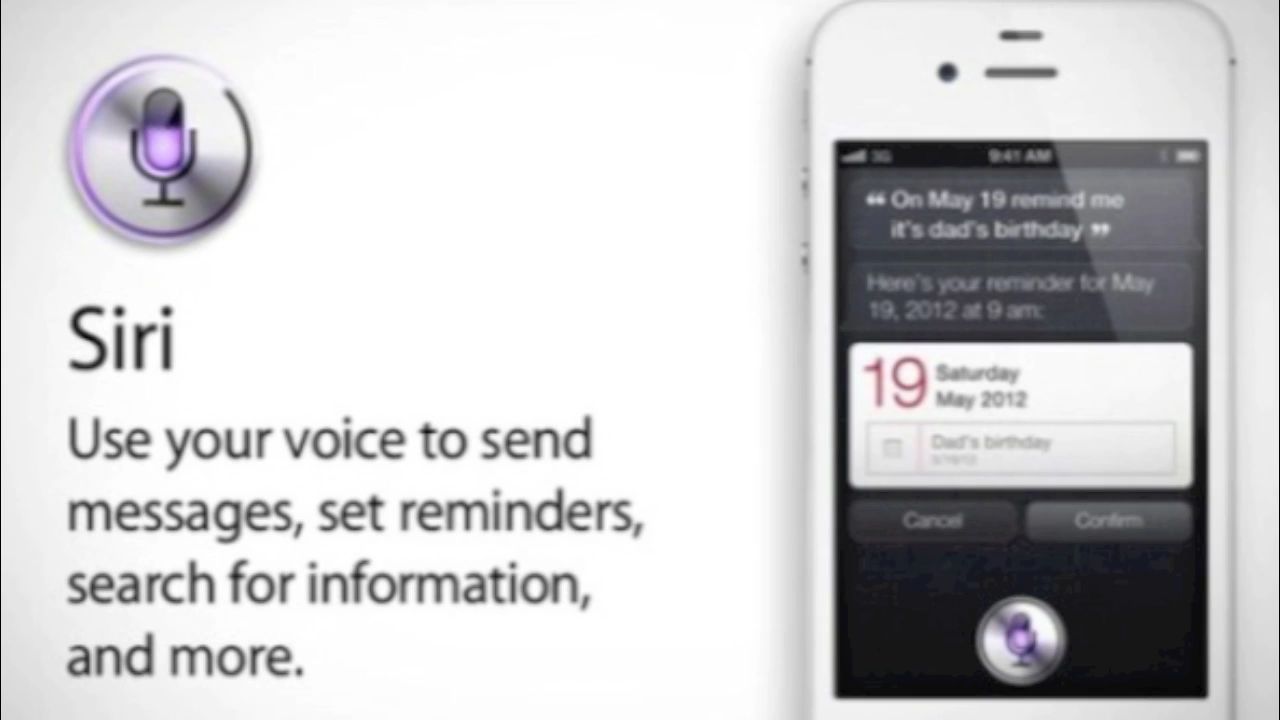 Siri
Use your voice to send
messages, set reminders,
search for information,
and more.
3G 9:41 AM
“On May 19 remind me
it's dad's birthday”
Here's your reminder for May
19, 2012 at 9 am:
19 Saturday
May 2012
Dad's birthday
Cancel Confirm